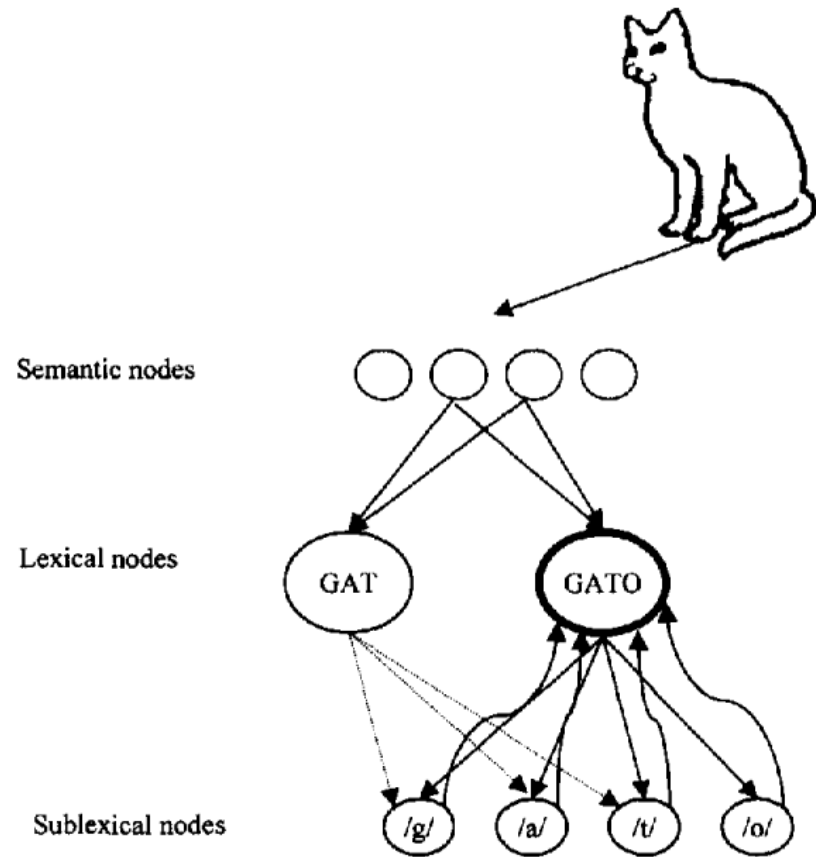 Semantic nodes
Lexical nodes
GAT
GATO
Sublexical nodes
/g/
/a/
/t/
/o/